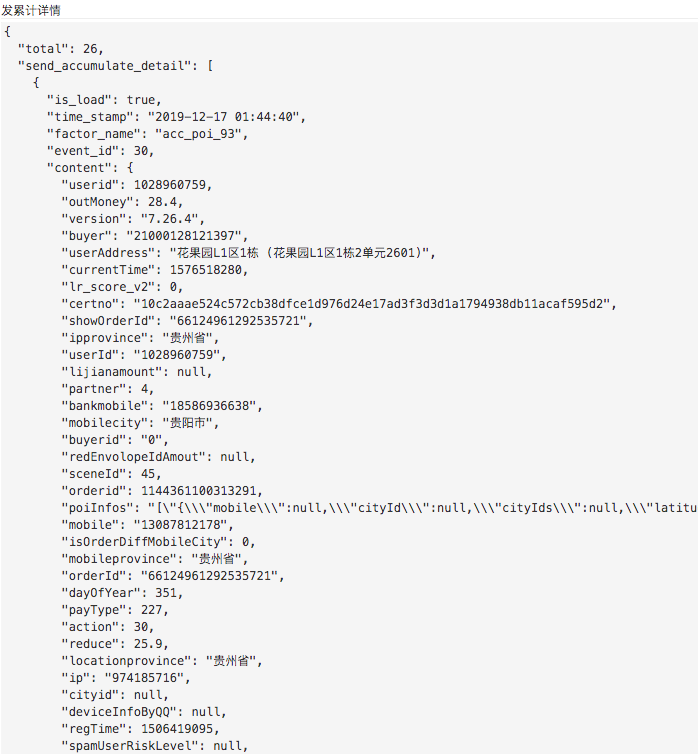 发累计详情
{
  "total": 26,
  "send_accumulate_detail": [
    {
      "is_load": true,
      "time_stamp": "2019-12-17 01:44:40",
      "factor_name": "acc_poi_93",
      "event_id": 30,
      "content": {
        "userid": 1028960759,
        "outMoney": 28.4,
        "version": "7.26.4",
        "buyer": "21000128121397",
        "userAddress": "花果园L1区1栋 (花果园L1区1栋2单元2601)",
        "currentTime": 1576518280,
        "lr_score_v2": 0,
        "certno": "10c2aaae524c572cb38dfce1d976d24e17ad3f3d3d1a1794938db11acaf595d2",
        "showOrderId": "66124961292535721",
        "ipprovince": "贵州省",
        "userId": "1028960759",
        "lijianamount": null,
        "partner": 4,
        "bankmobile": "18586936638",
        "mobilecity": "贵阳市",
        "buyerid": "0",
        "redEnvolopeIdAmout": null,
        "sceneId": 45,
        "orderid": 1144361100313291,
        "poiInfos": "[\"{\\\"mobile\\\":null,\\\"cityId\\\":null,\\\"cityIds\\\":null,\\\"latitu
        "mobile": "13087812178",
        "isOrderDiffMobileCity": 0,
        "mobileprovince": "贵州省",
        "orderId": "66124961292535721",
        "dayOfYear": 351,
        "payType": 227,
        "action": 30,
        "reduce": 25.9,
        "locationprovince": "贵州省",
        "ip": "974185716",
        "cityid": null,
        "deviceInfoByQQ": null,
        "regTime": 1506419095,
        "spamUserRiskLevel": null,